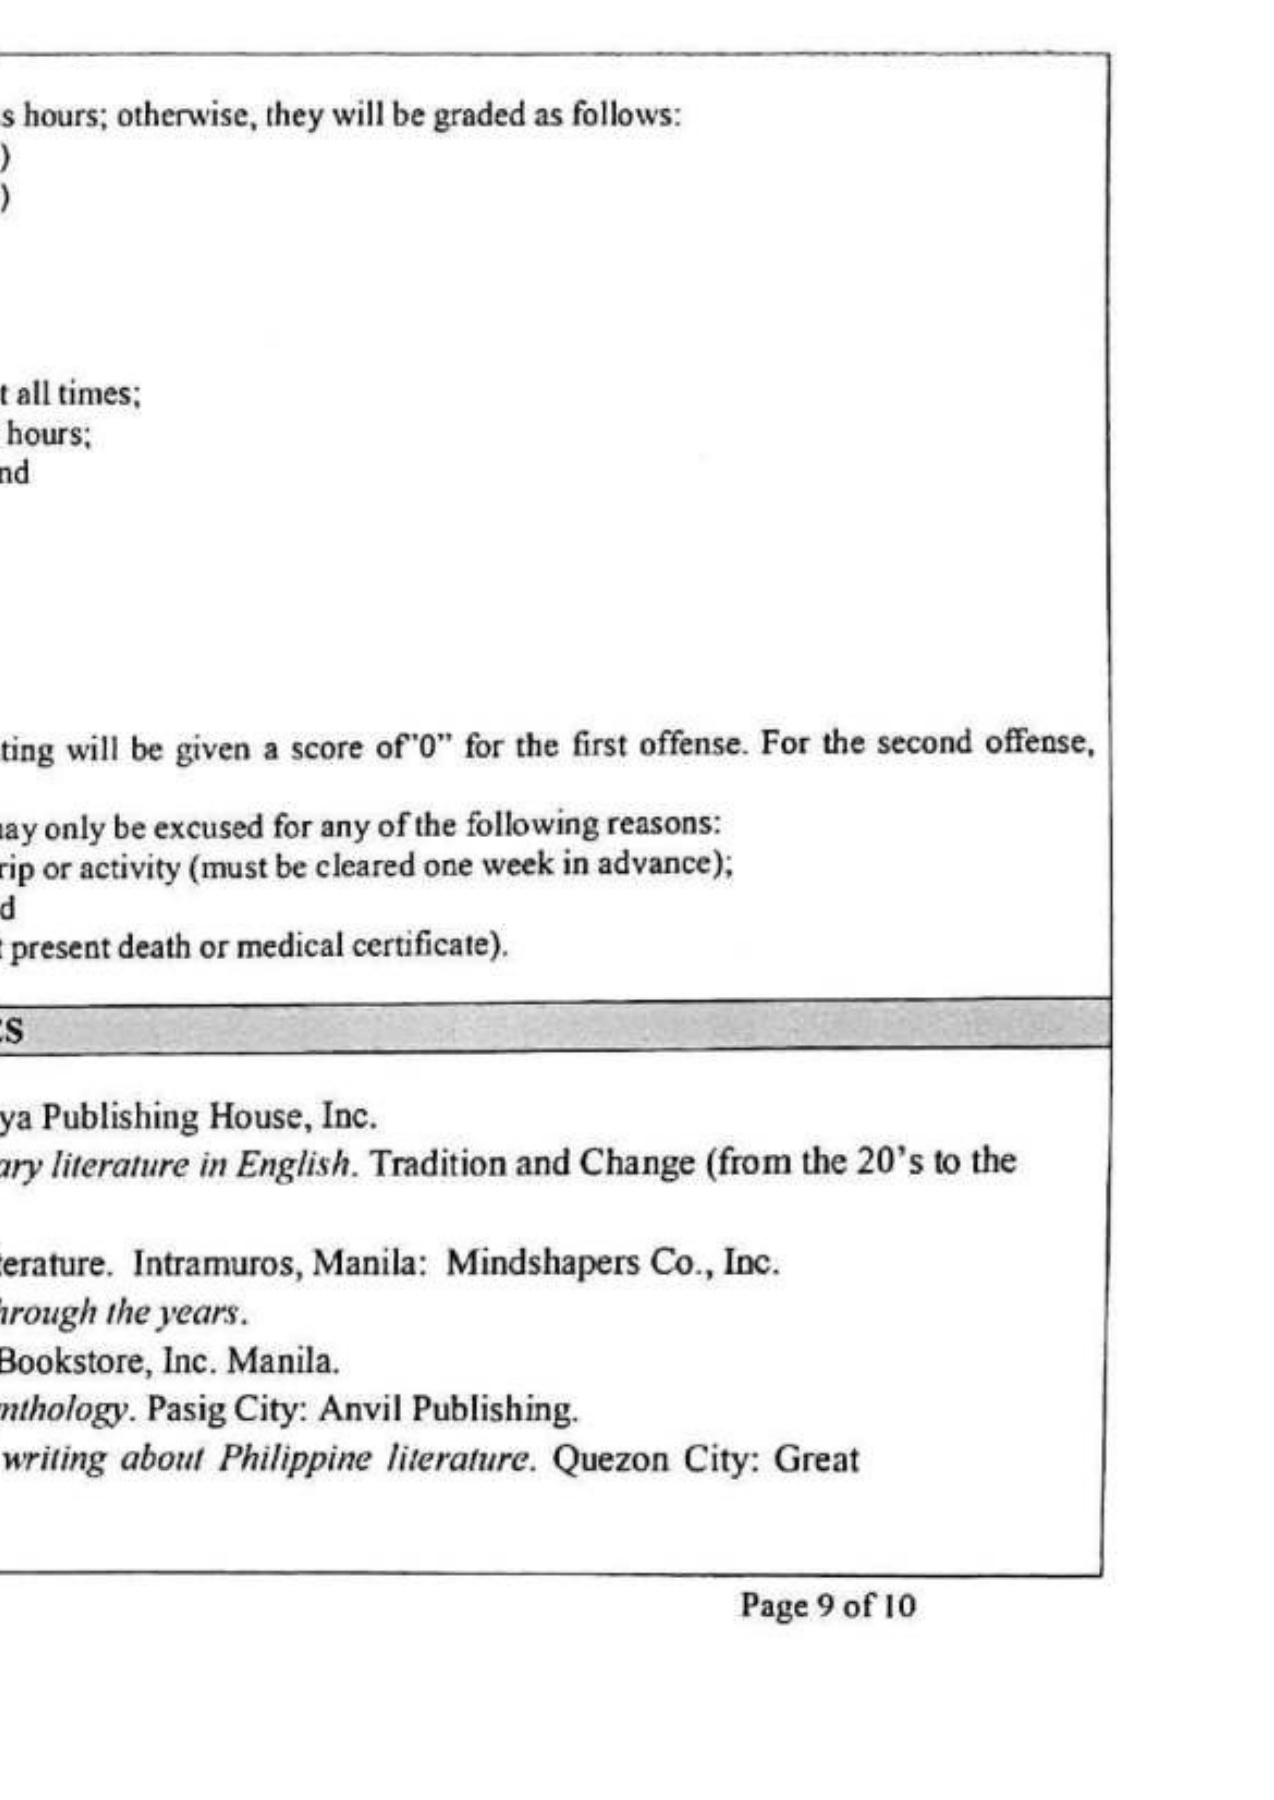 s hours; otherwise, they will be graded as follows:
)
)
t all times;
hours;
nd
ting will be given a score of"0" for the first offense. For the second offense,
ay only be excused for any of the following reasons:
rip or activity (must be cleared one week in advance);
d
t present death or medical certificate).
ES
ya Publishing House, Inc.
ary literature in English. Tradition and Change (from the 20's to the
terature. Intramuros, Manila: Mindshapers Co., Inc.
hrough the years.
Bookstore, Inc. Manila.
nthology. Pasig City: Anvil Publishing.
writing about Philippine literature. Quezon City: Great
Page 9 of 10